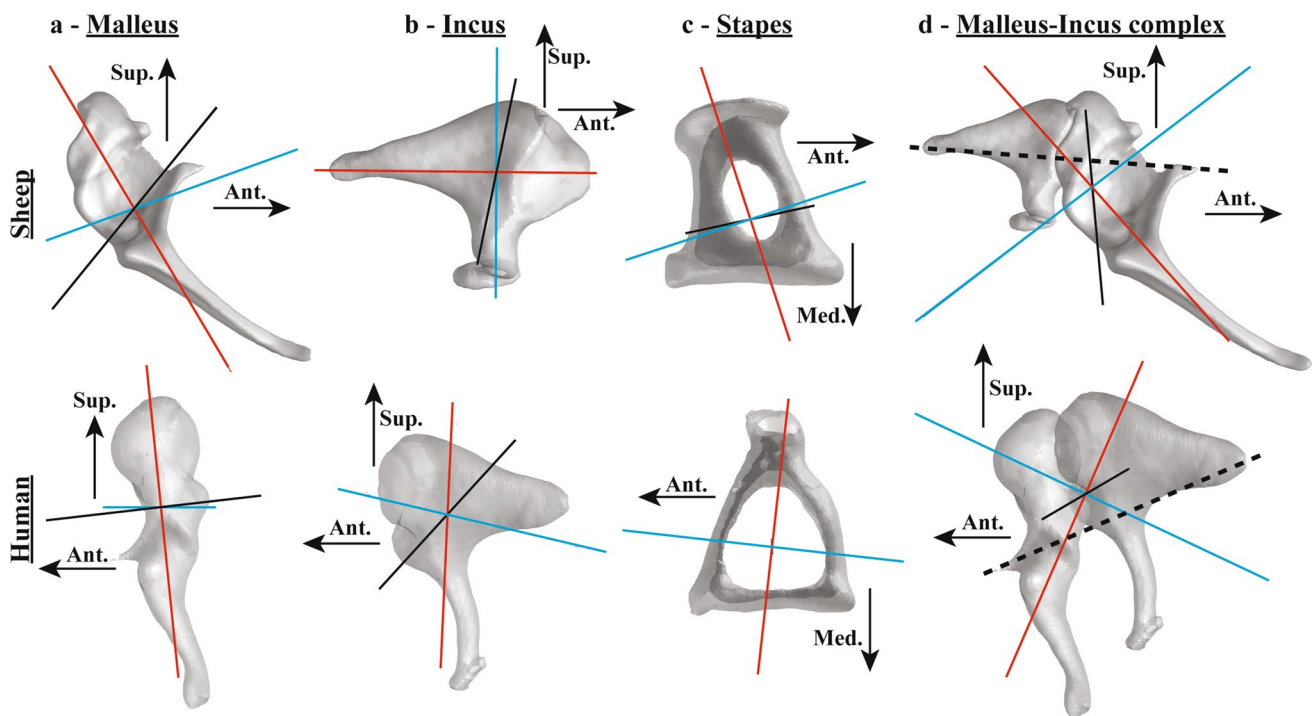 a - Malleus
b - Incus
c - Stapes
d - Malleus-Incus complex
Sheep
Sup.
Ant.
Sup.
Ant.
Ant.
Med.
Sup.
Ant.
Human
Sup.
Ant.
Sup.
Ant.
Ant.
Med.
Sup.
Ant.